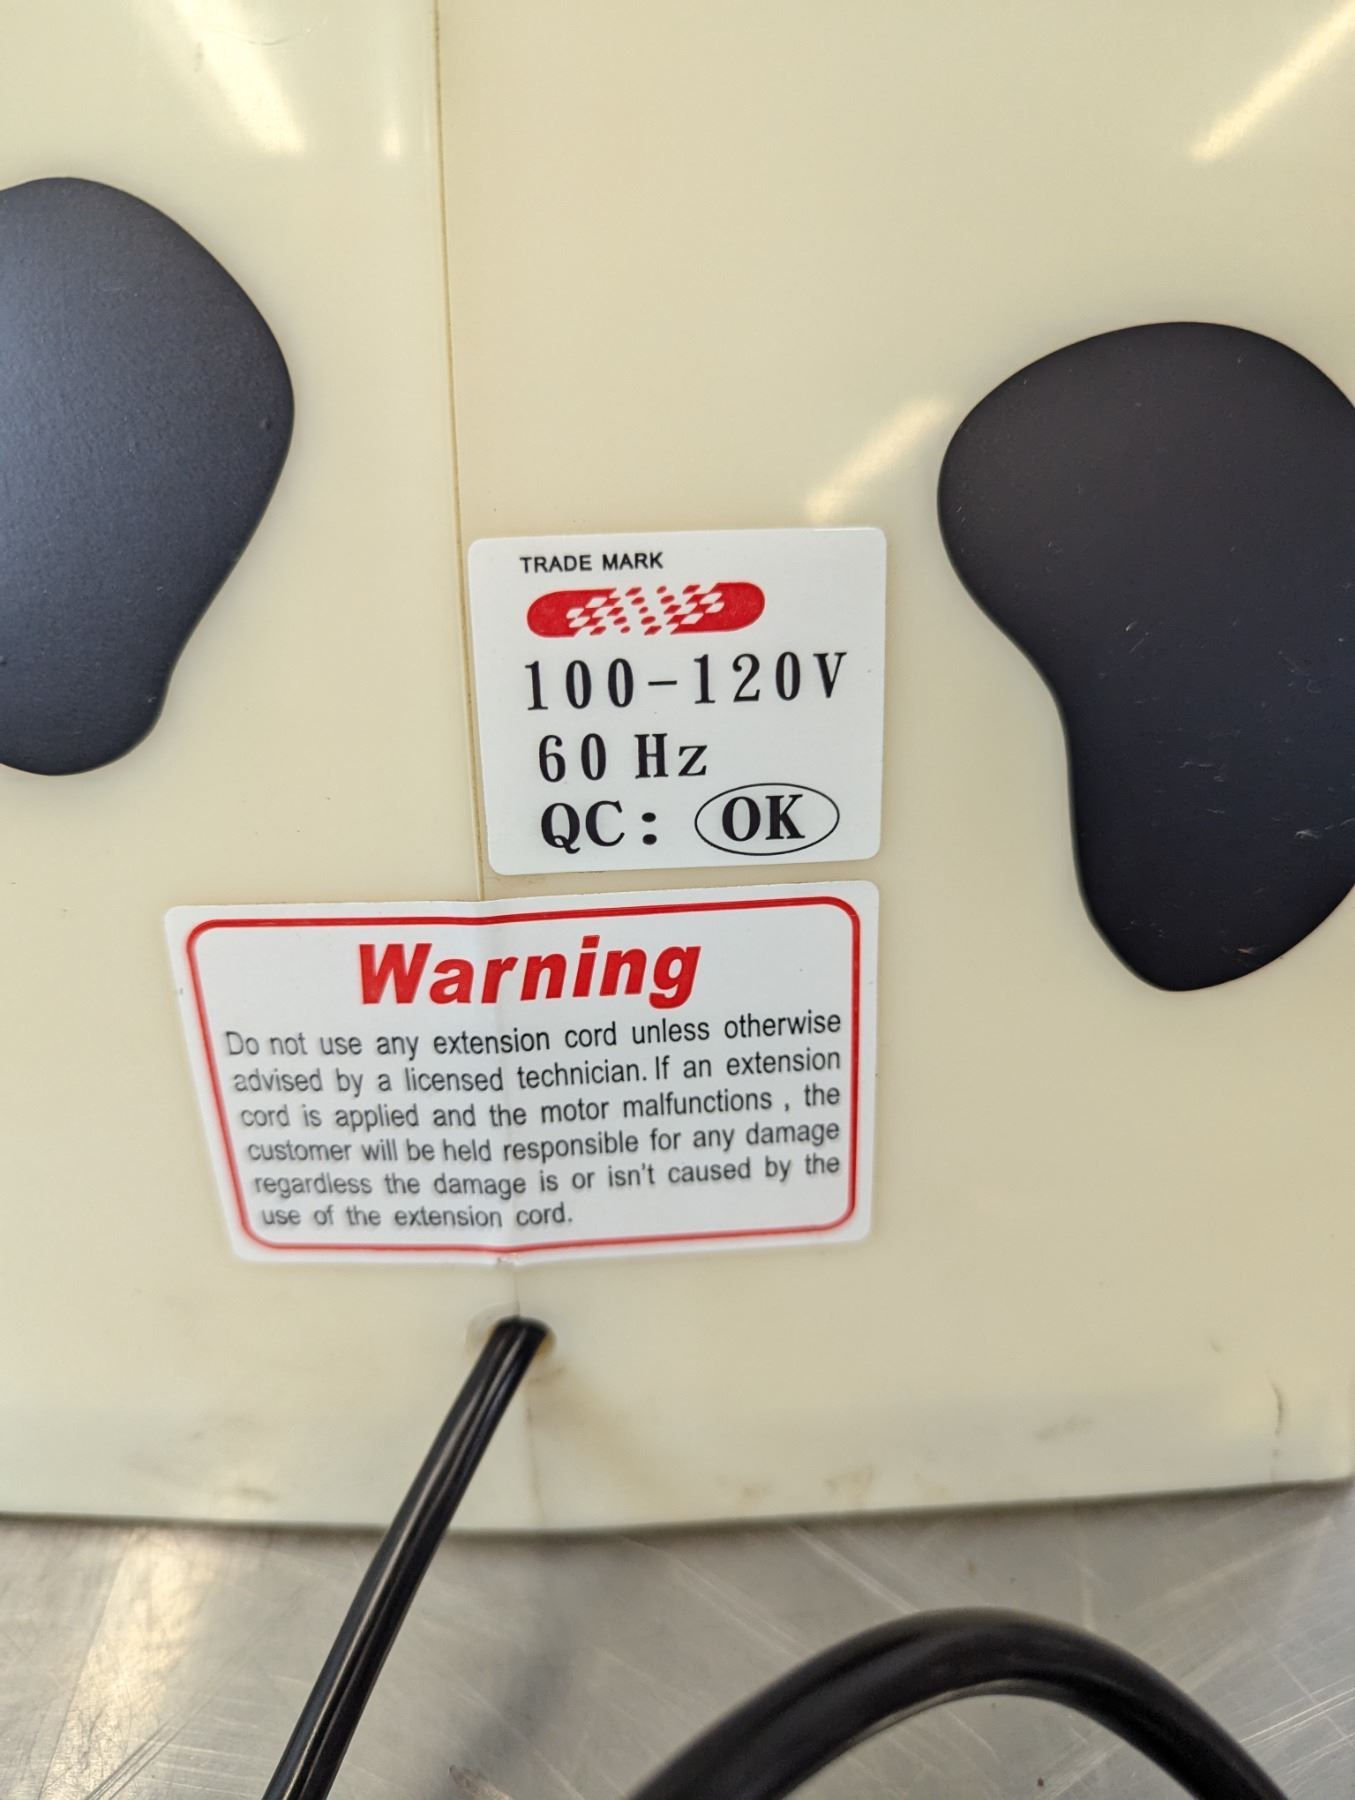 TRADE MARK
100-120V
60 Hz
QC: OK
Warning
Do not use any extension cord unless otherwise
advised by a licensed technician. If an extension
cord is applied and the motor malfunctions , the
customer will be held responsible for any damage
regardless the damage is or isn't caused by the
use of the extension cord.